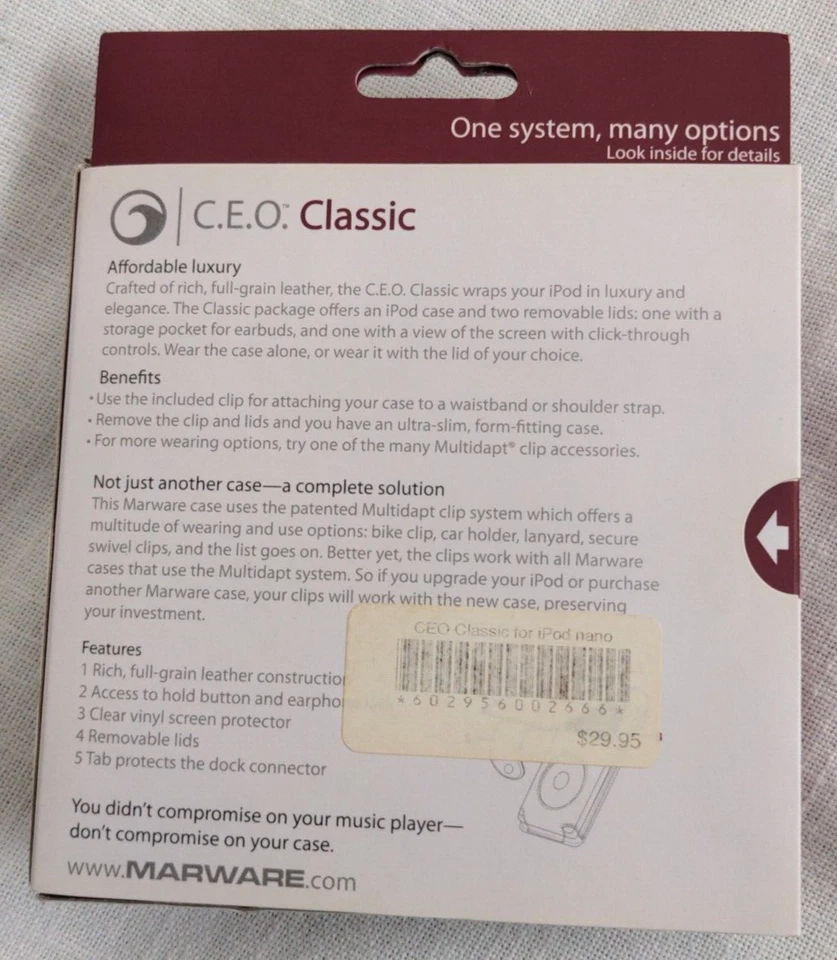 One system, many options
Look inside for details
C.E.O.™ Classic
Affordable luxury
Crafted of rich, full-grain leather, the C.E.O. Classic wraps your iPod in luxury and
elegance. The Classic package offers an iPod case and two removable lids: one with a
storage pocket for earbuds, and one with a view of the screen with click-through
controls. Wear the case alone, or wear it with the lid of your choice.
Benefits
• Use the included clip for attaching your case to a waistband or shoulder strap.
• Remove the clip and lids and you have an ultra-slim, form-fitting case.
• For more wearing options, try one of the many Multidapt® clip accessories.
Not just another case—a complete solution
This Marware case uses the patented Multidapt clip system which offers a
multitude of wearing and use options: bike clip, car holder, lanyard, secure
swivel clips, and the list goes on. Better yet, the clips work with all Marware
cases that use the Multidapt system. So if you upgrade your iPod or purchase
another Marware case, your clips will work with the new case, preserving
your investment.
CEO Classic for iPod nano
*602956002666*
$29.95
Features
1 Rich, full-grain leather constructio
2 Access to hold button and earpho
3 Clear vinyl screen protector
4 Removable lids
5 Tab protects the dock connector
You didn't compromise on your music player—
don't compromise on your case.
www.MARWARE.com